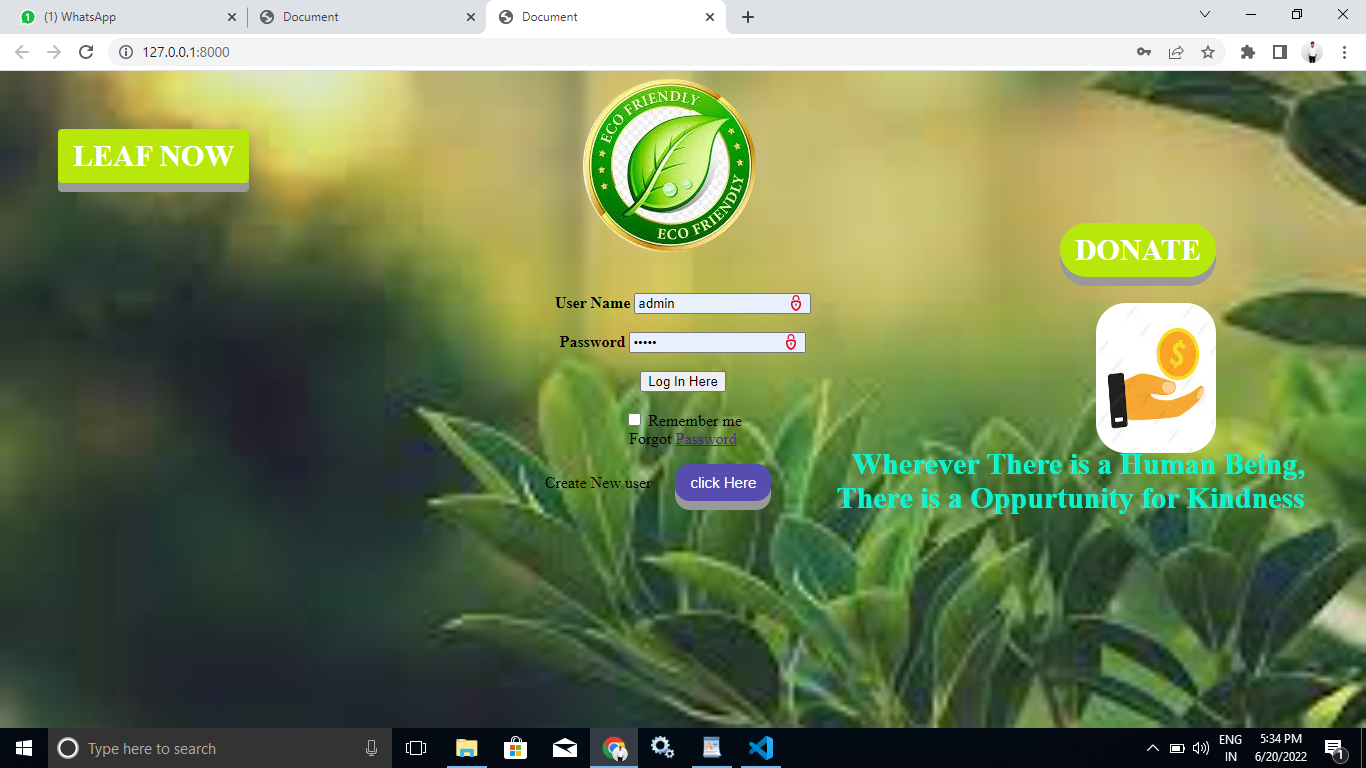 (1) WhatsApp
Document
Document
127.0.0.1:8000
LEAF NOW
ECO FRIENDLY
ECO FRIENDLY
DONATE
User Name admin
Password •••••
Log In Here
Remember me
Forgot Password
Create New user click Here
$
Wherever There is a Human Being,
There is a Oppurtunity for Kindness
Type here to search
ENG
IN
5:34 PM
6/20/2022
1